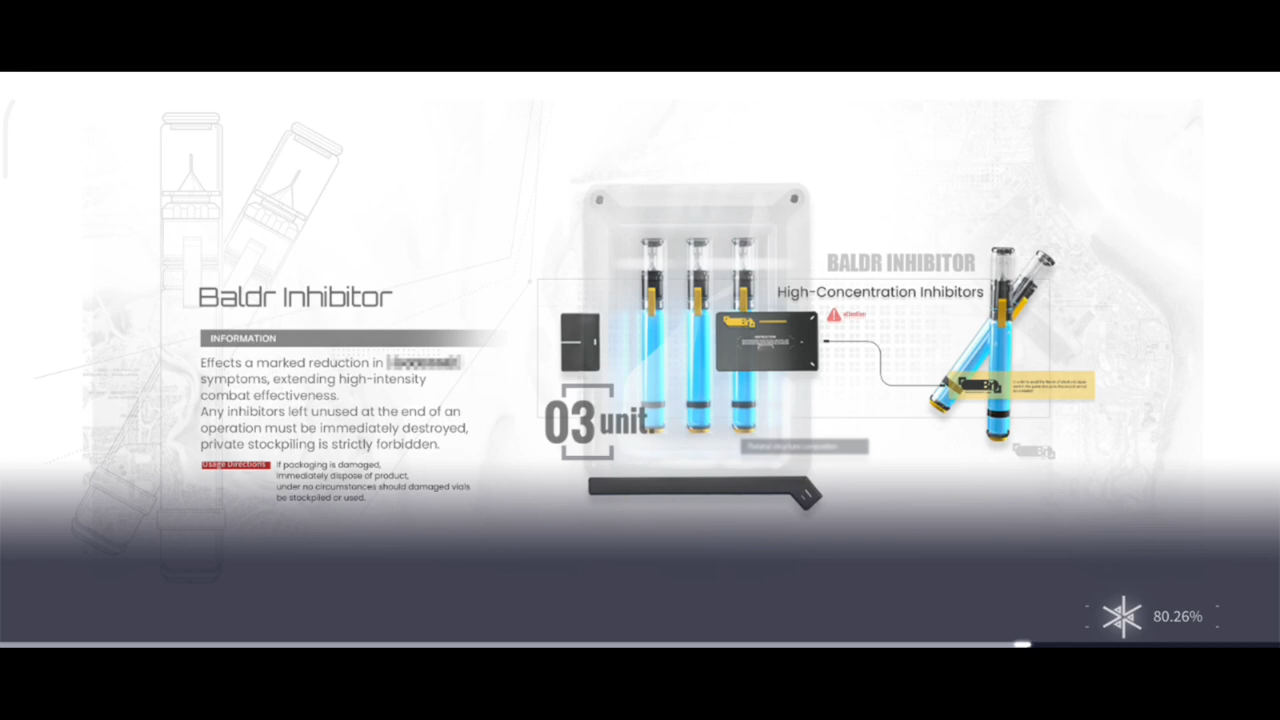 Baldr Inhibitor
INFORMATION
Effects a marked reduction in
symptoms, extending high-intensity
combat effectiveness.
Any inhibitors left unused at the end of an
operation must be immediately destroyed,
private stockpiling is strictly forbidden.
Usage Directions
If packaging is damaged,
immediately dispose of product,
under no circumstances should damaged vials
be stockpiled or used.
03 unit.
BALDR INHIBITOR
High-Concentration Inhibitors
attention
80.26%